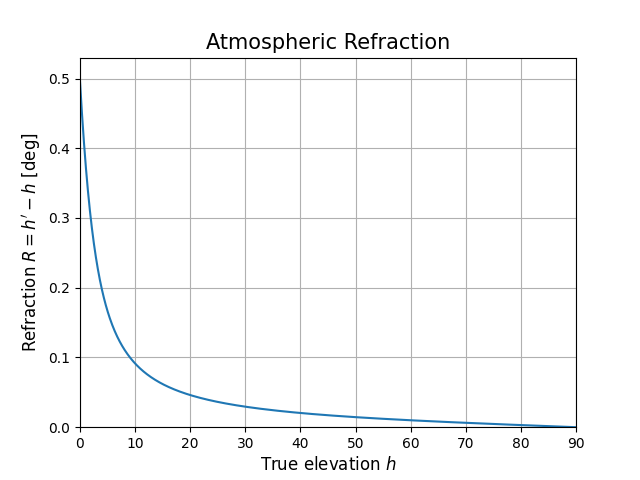 Atmospheric Refraction
Refraction R = h′ − h [deg]
0.5
0.4
0.3
0.2
0.1
0.0
0 10 20 30 40 50 60 70 80 90
True elevation h